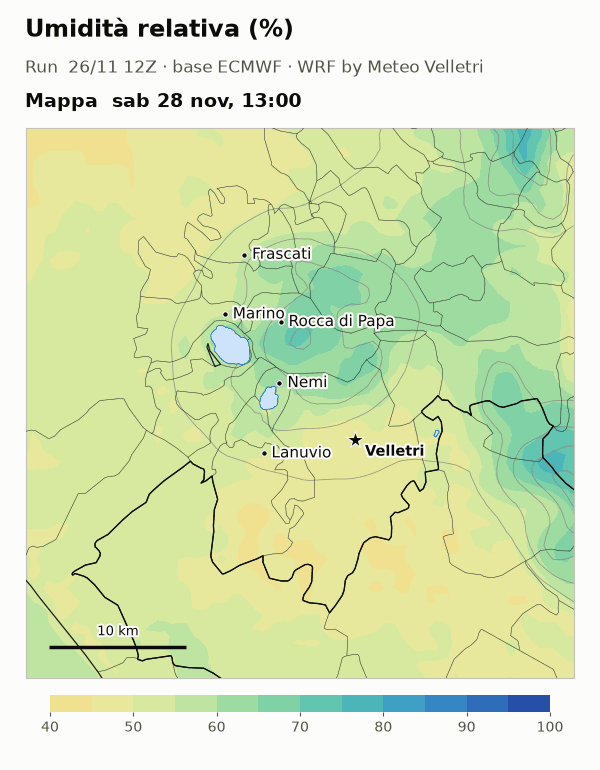 Umidità relativa (%)
Run  26/11 12Z · base ECMWF · WRF by Meteo Velletri
Mappa  sab 28 nov, 13:00
Frascati
Marino
Rocca di Papa
Nemi
Velletri
Lanuvio
10 km
40 50 60 70 80 90 100